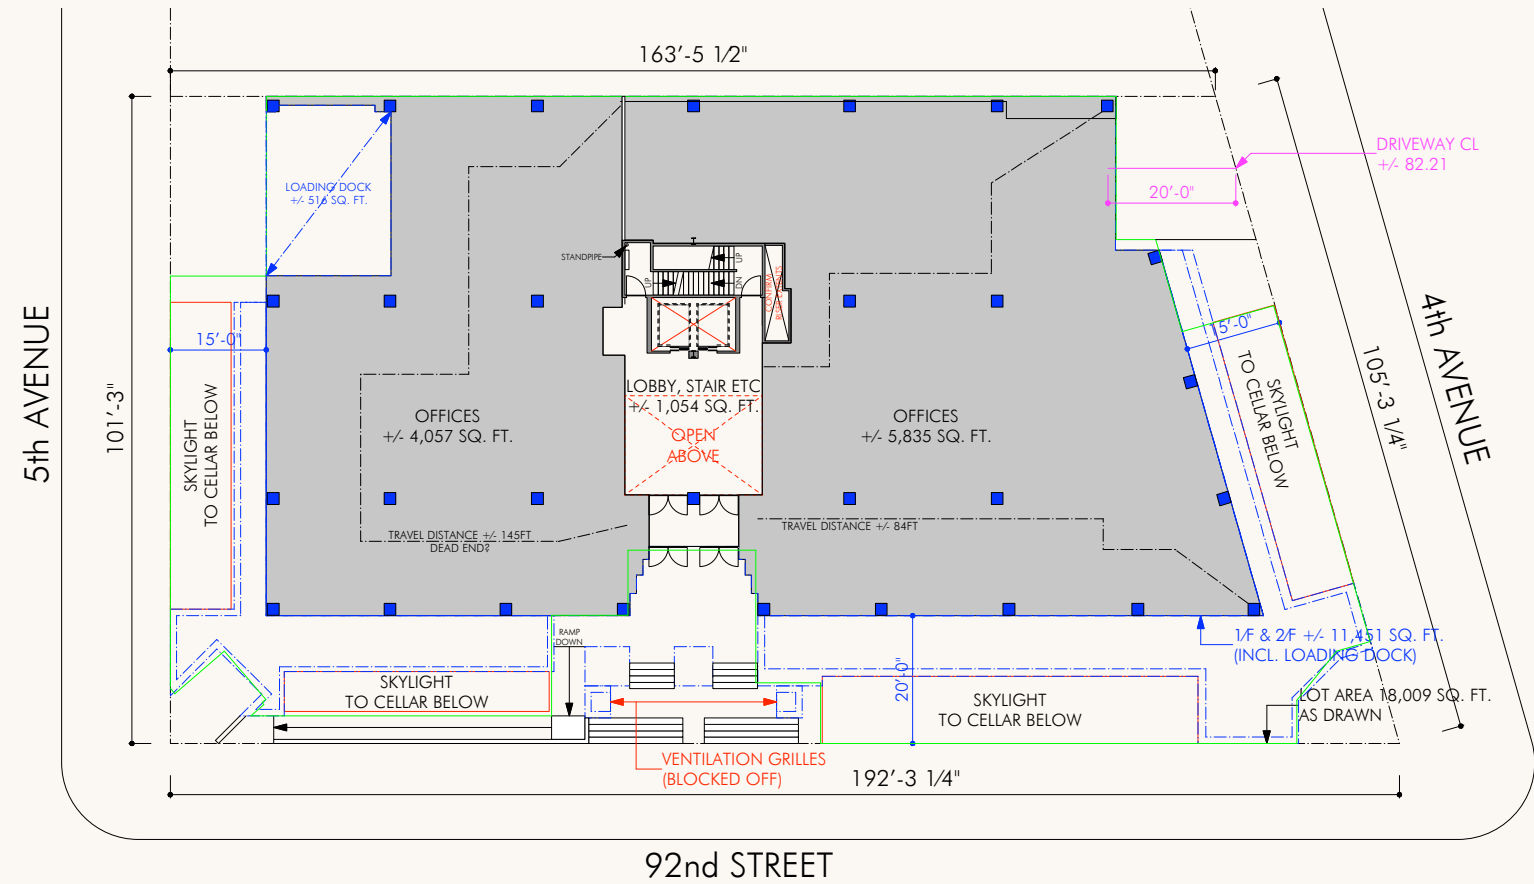 163'-5 1/2"
DRIVEWAY CL
+/- 82.21
20'-0"
LOADING DOCK
+/- 516 SQ. FT.
STANDPIPE
UP
UP
DN
CONFIRM
5th AVENUE
4th AVENUE
101'-3"
105'-3 1/4"
15'-0"
15'-0"
SKYLIGHT
TO CELLAR BELOW
OFFICES
+/- 4,057 SQ. FT.
LOBBY, STAIR ETC
+/- 1,054 SQ. FT.
OPEN
ABOVE
OFFICES
+/- 5,835 SQ. FT.
SKYLIGHT
TO CELLAR BELOW
TRAVEL DISTANCE +/- 145FT
DEAD END?
TRAVEL DISTANCE +/- 84FT
RAMP
DOWN
20'-0"
1/F & 2/F +/- 11,451 SQ. FT.
(INCL. LOADING DOCK)
SKYLIGHT
TO CELLAR BELOW
SKYLIGHT
TO CELLAR BELOW
LOT AREA 18,009 SQ. FT.
AS DRAWN
VENTILATION GRILLES
(BLOCKED OFF)
192'-3 1/4"
92nd STREET